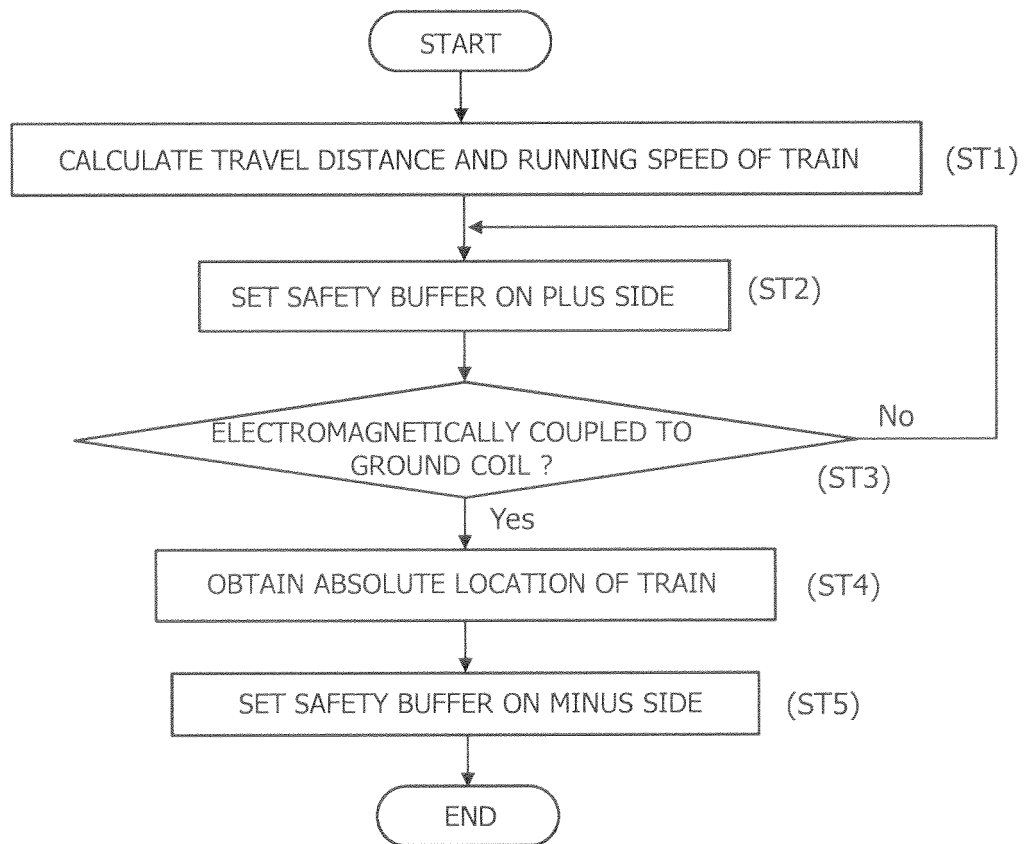 START
CALCULATE TRAVEL DISTANCE AND RUNNING SPEED OF TRAIN (ST1)
SET SAFETY BUFFER ON PLUS SIDE (ST2)
ELECTROMAGNETICALLY COUPLED TO
GROUND COIL ?
No
(ST3)
Yes
OBTAIN ABSOLUTE LOCATION OF TRAIN (ST4)
SET SAFETY BUFFER ON MINUS SIDE (ST5)
END